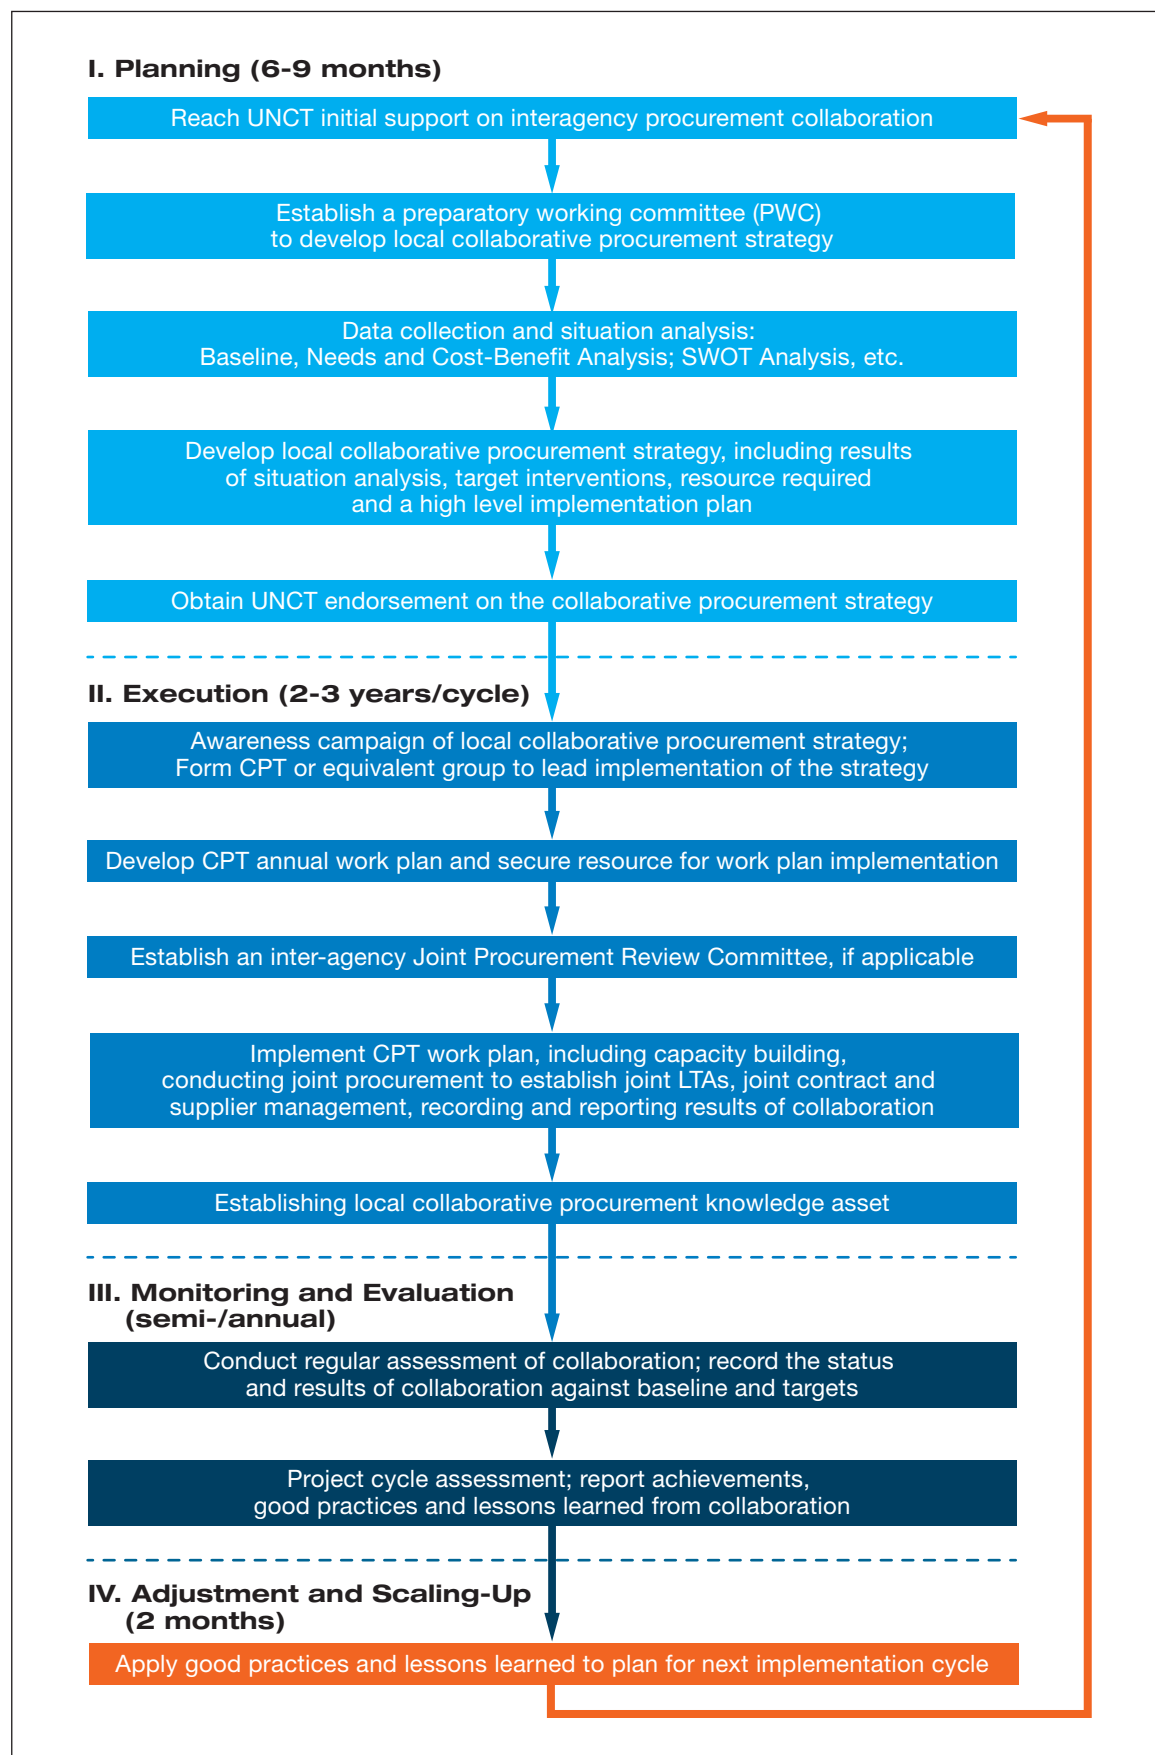 I. Planning (6-9 months)
Reach UNCT initial support on interagency procurement collaboration
Establish a preparatory working committee (PWC)
to develop local collaborative procurement strategy
Data collection and situation analysis:
Baseline, Needs and Cost-Benefit Analysis; SWOT Analysis, etc.
Develop local collaborative procurement strategy, including results
of situation analysis, target interventions, resource required
and a high level implementation plan
Obtain UNCT endorsement on the collaborative procurement strategy
II. Execution (2-3 years/cycle)
Awareness campaign of local collaborative procurement strategy;
Form CPT or equivalent group to lead implementation of the strategy
Develop CPT annual work plan and secure resource for work plan implementation
Establish an inter-agency Joint Procurement Review Committee, if applicable
Implement CPT work plan, including capacity building,
conducting joint procurement to establish joint LTAs, joint contract and
supplier management, recording and reporting results of collaboration
Establishing local collaborative procurement knowledge asset
III. Monitoring and Evaluation
(semi-/annual)
Conduct regular assessment of collaboration; record the status
and results of collaboration against baseline and targets
Project cycle assessment; report achievements,
good practices and lessons learned from collaboration
IV. Adjustment and Scaling-Up
(2 months)
Apply good practices and lessons learned to plan for next implementation cycle